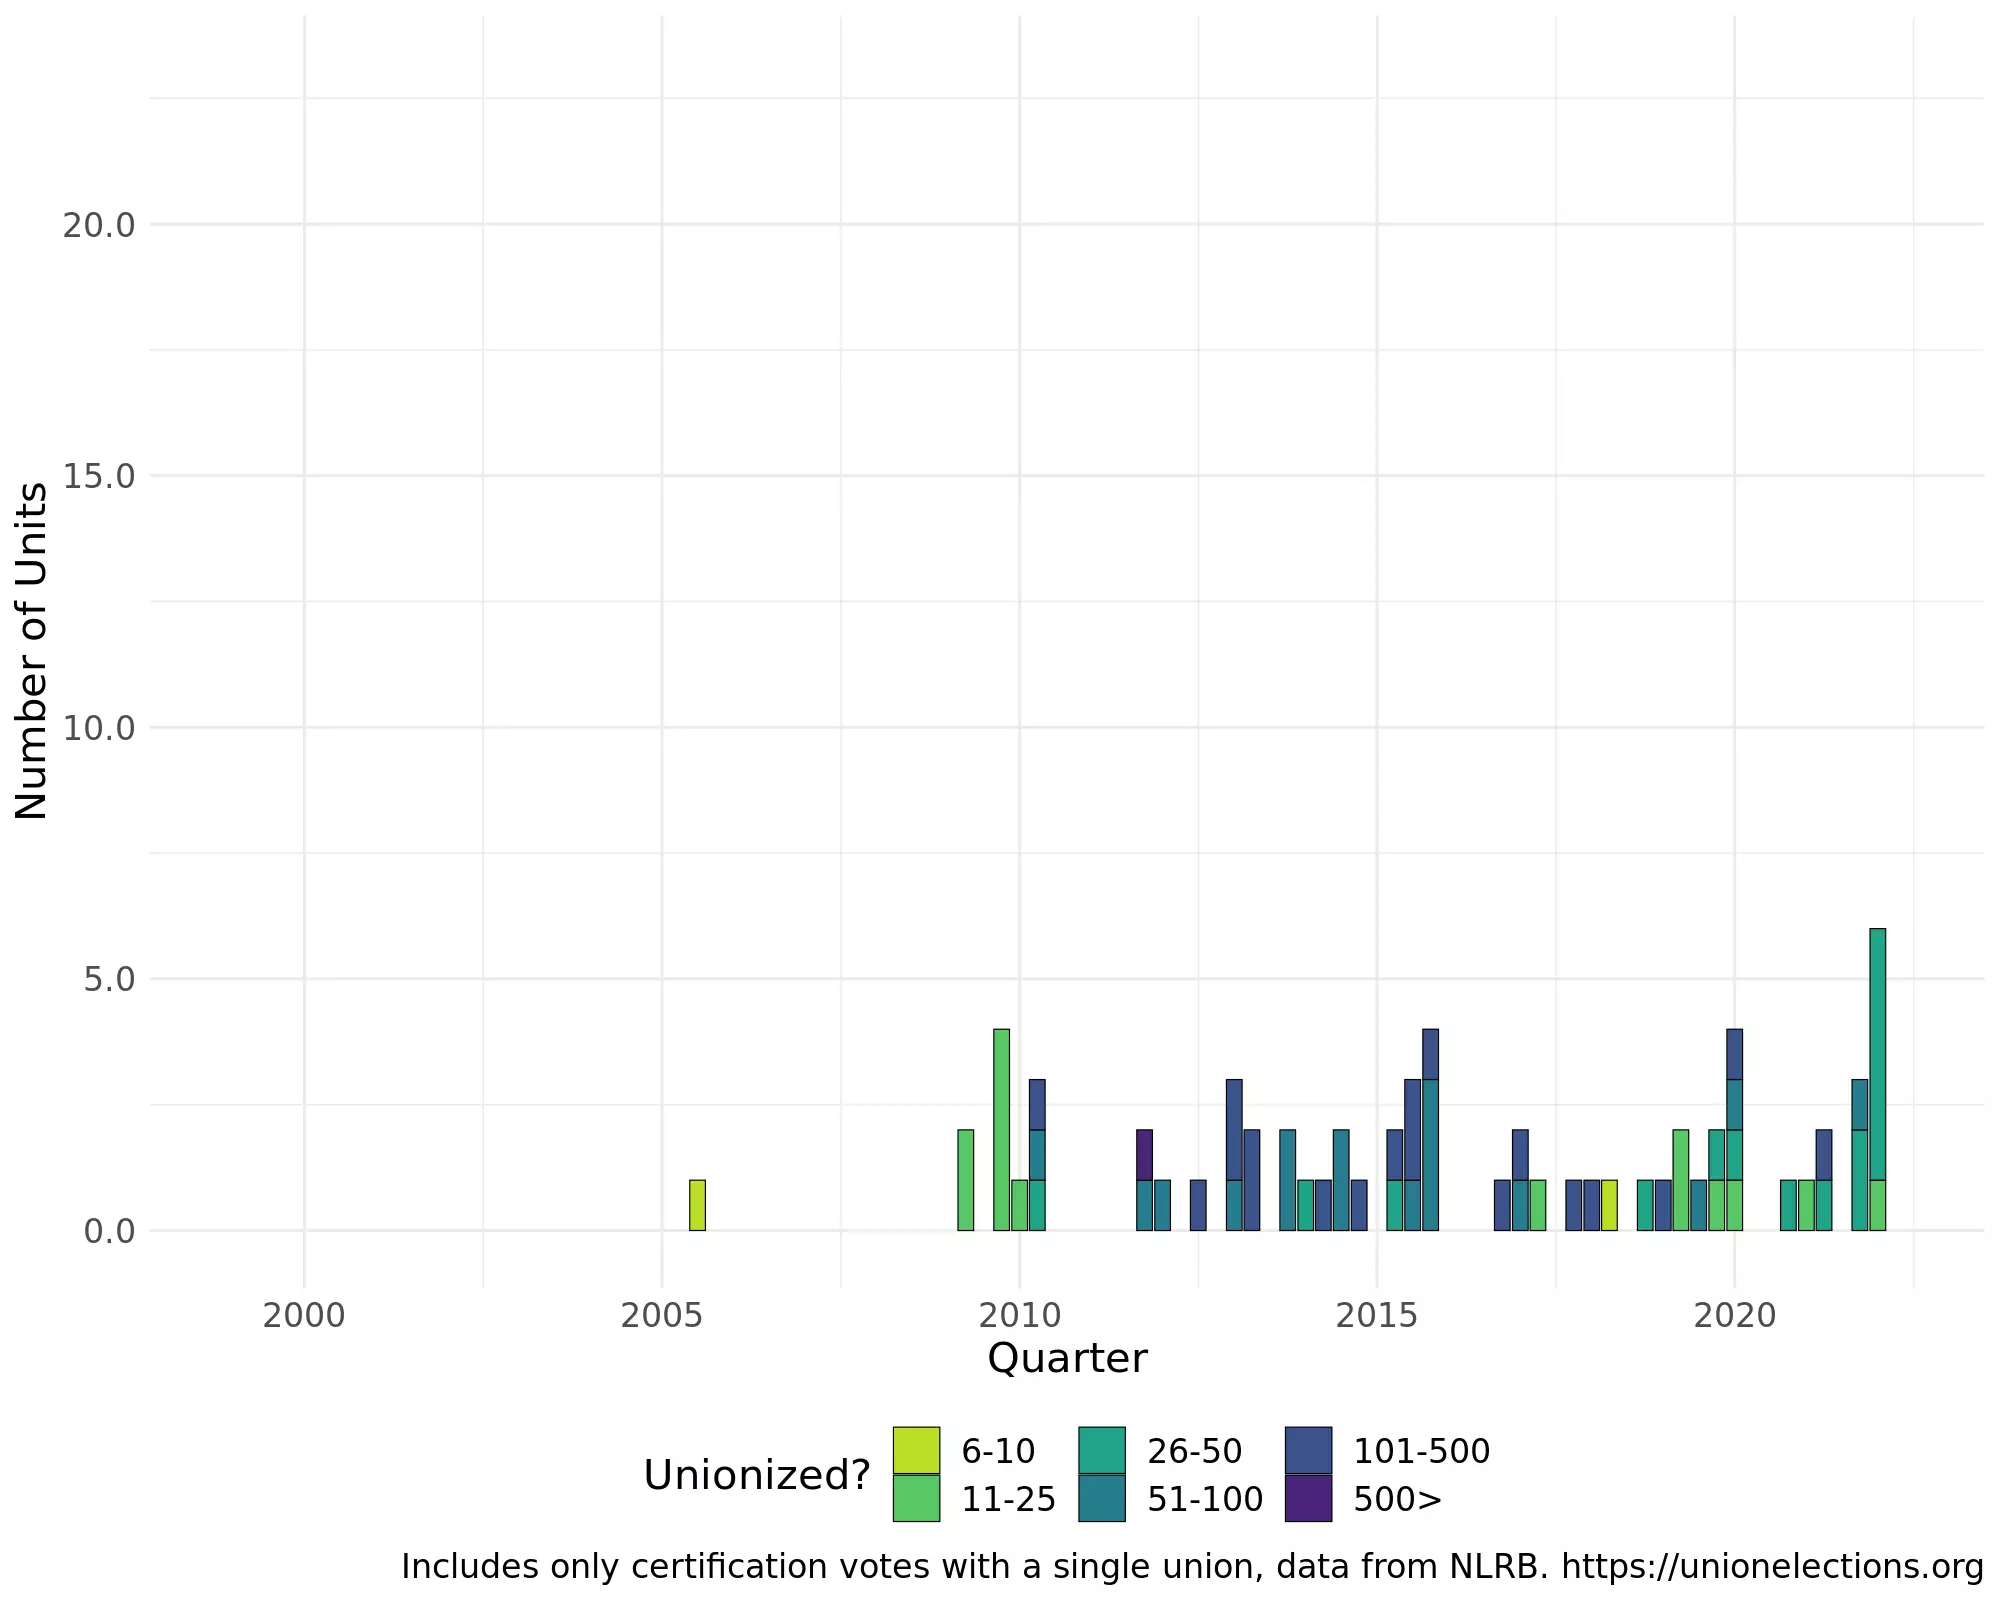 20.0
15.0
10.0
5.0
0.0
Number of Units
2000 2005 2010 2015 2020
Quarter
Unionized?
6-10 26-50 101-500
11-25 51-100 500>
Includes only certification votes with a single union, data from NLRB. https://unionelections.org